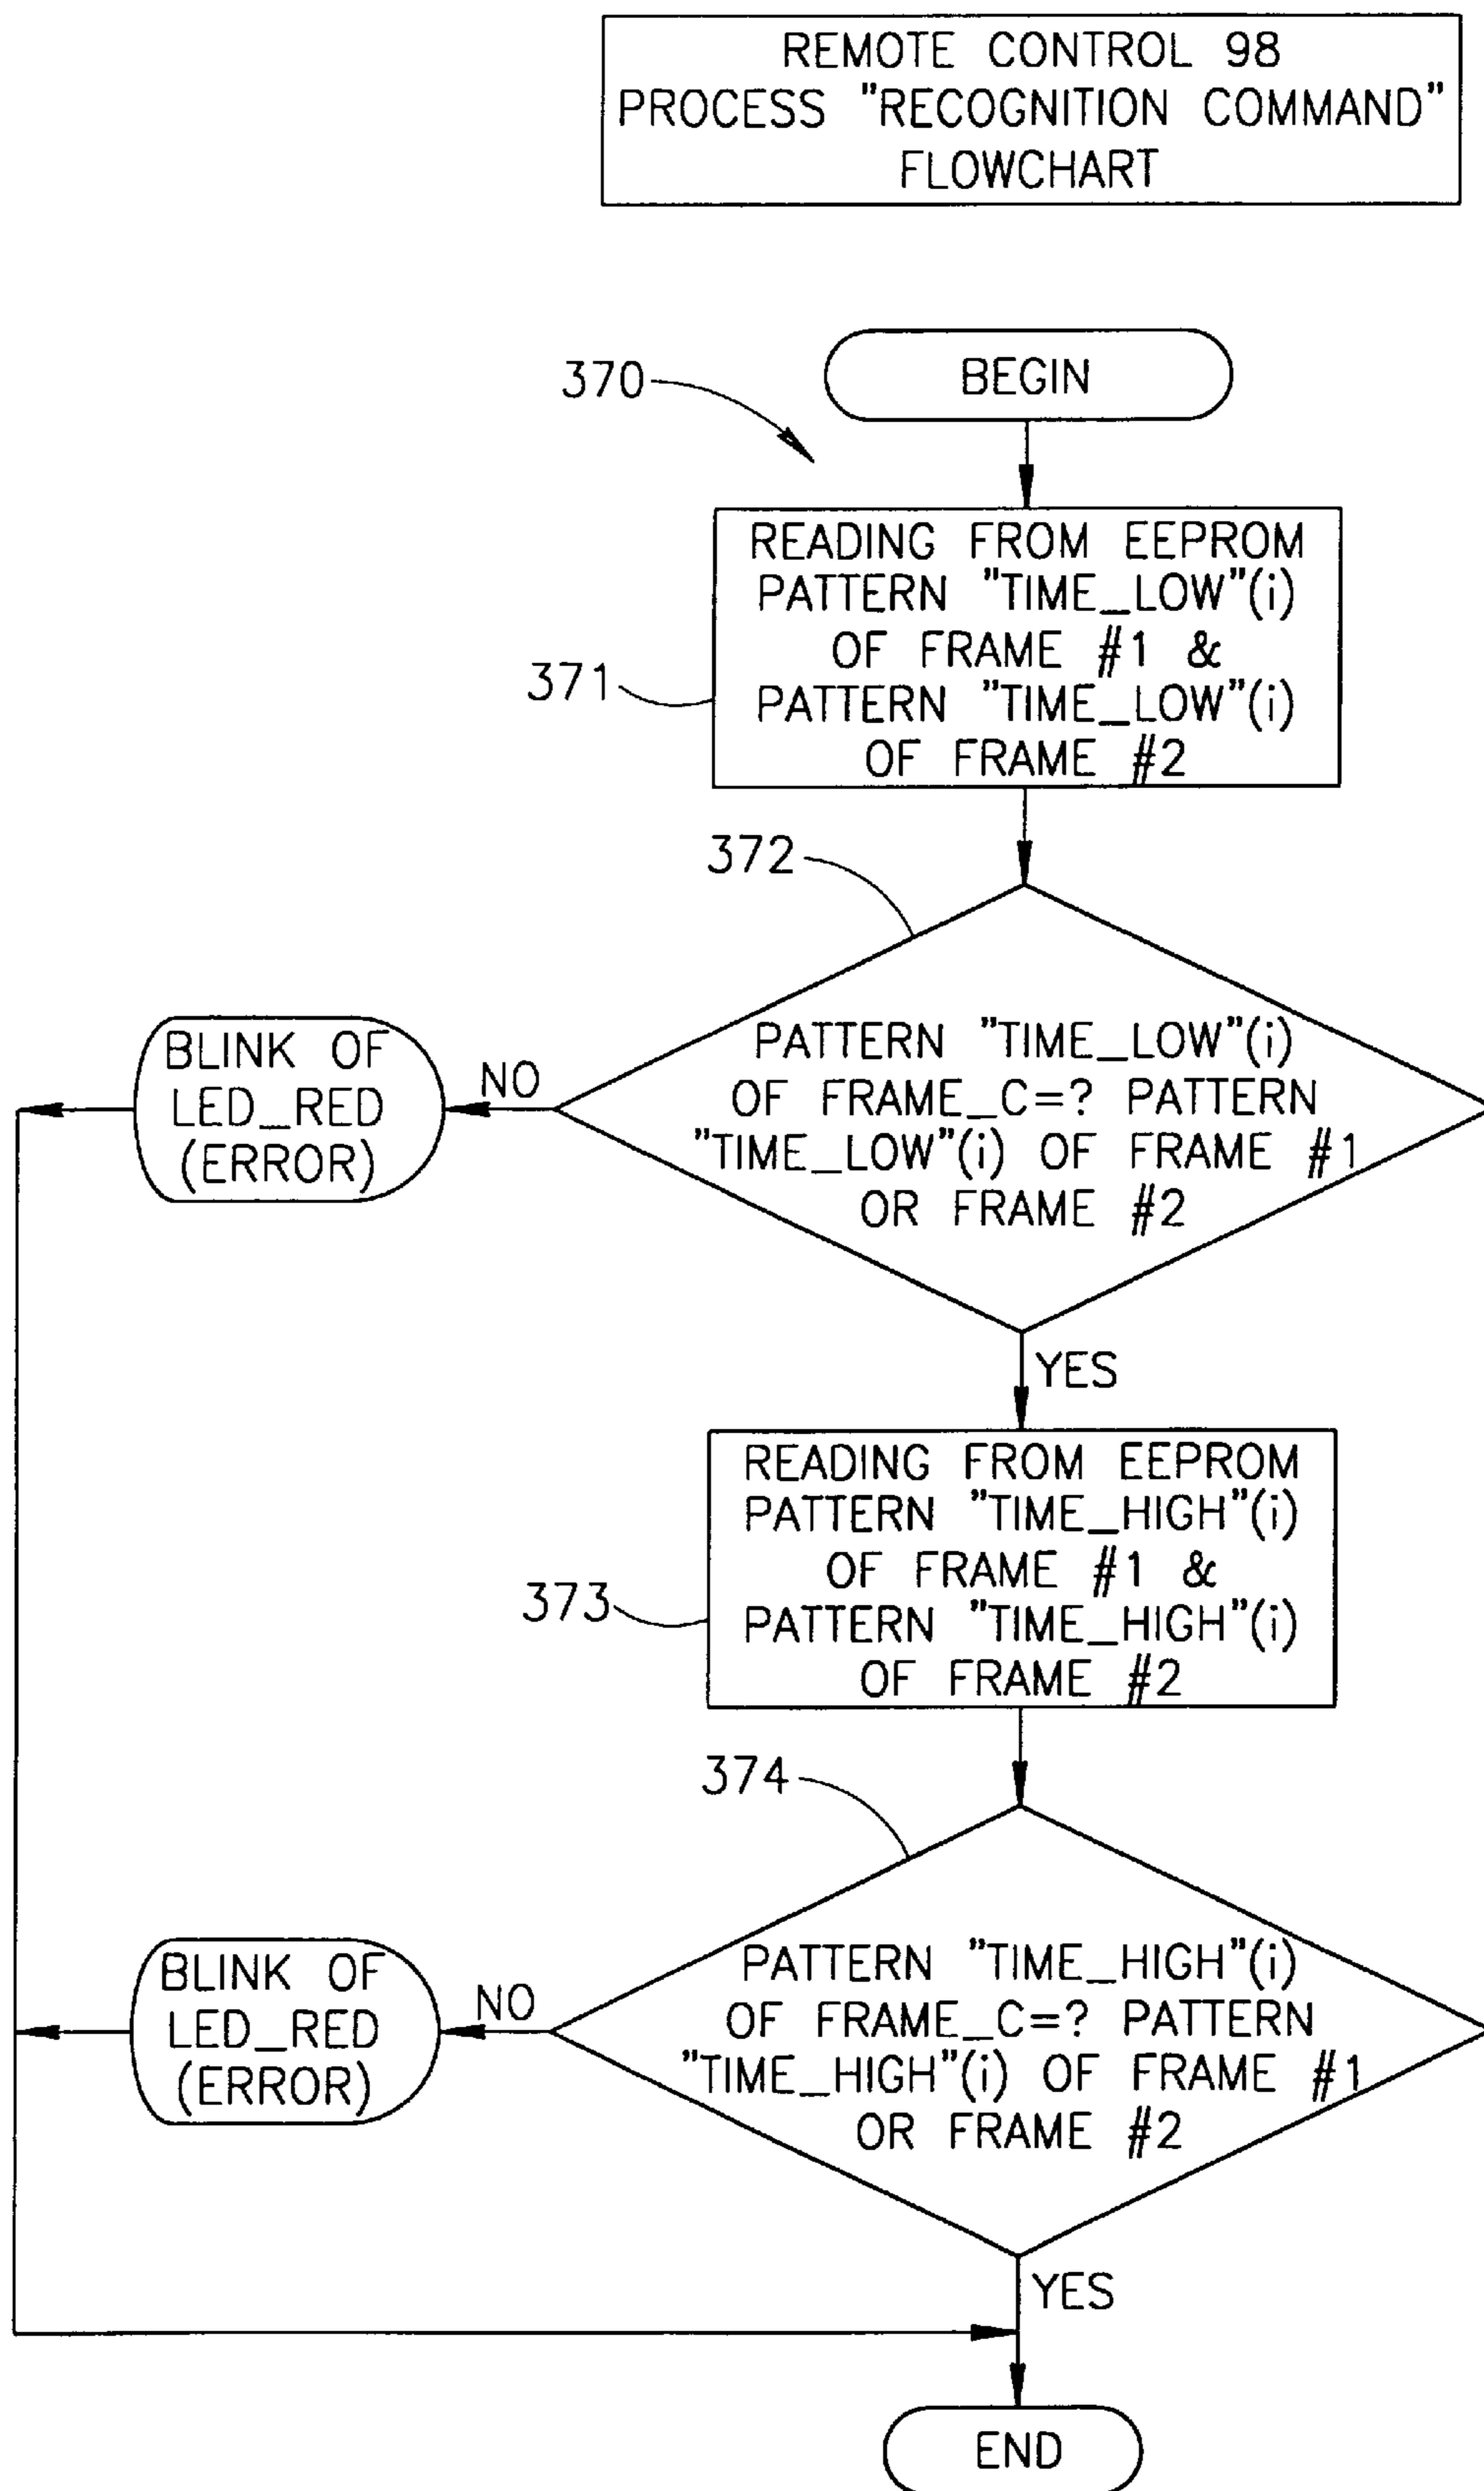 REMOTE CONTROL 98
PROCESS "RECOGNITION COMMAND"
FLOWCHART
BEGIN
370
READING FROM EEPROM
PATTERN "TIME_LOW"(i)
OF FRAME #1 &
PATTERN "TIME_LOW"(i)
OF FRAME #2
371
372
PATTERN "TIME_LOW"(i)
OF FRAME_C=? PATTERN
"TIME_LOW"(i) OF FRAME #1
OR FRAME #2
NO
BLINK OF
LED_RED
(ERROR)
YES
READING FROM EEPROM
PATTERN "TIME_HIGH"(i)
OF FRAME #1 &
PATTERN "TIME_HIGH"(i)
OF FRAME #2
373
374
PATTERN "TIME_HIGH"(i)
OF FRAME_C=? PATTERN
"TIME_HIGH"(i) OF FRAME #1
OR FRAME #2
NO
BLINK OF
LED_RED
(ERROR)
YES
END